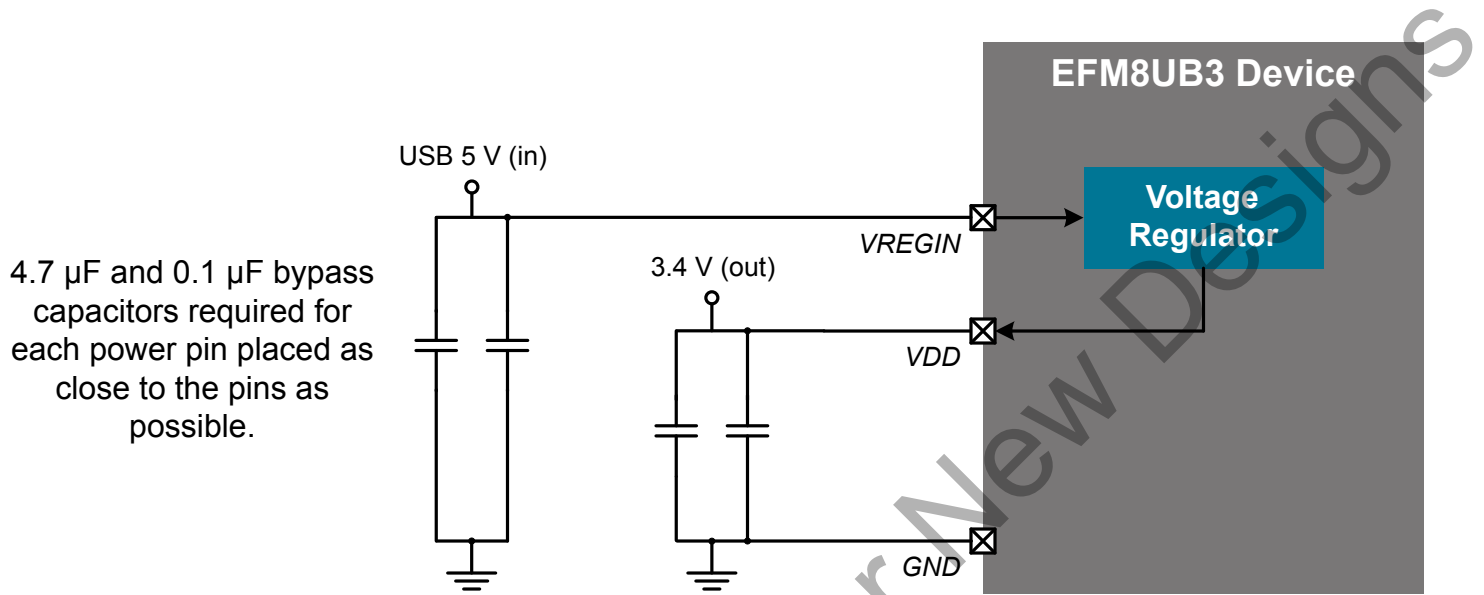 EFM8UB3 Device
USB 5 V (in)
Voltage
Regulator
VREGIN
4.7 µF and 0.1 µF bypass
capacitors required for
each power pin placed as
close to the pins as
possible.
3.4 V (out)
VDD
GND
r New Designs